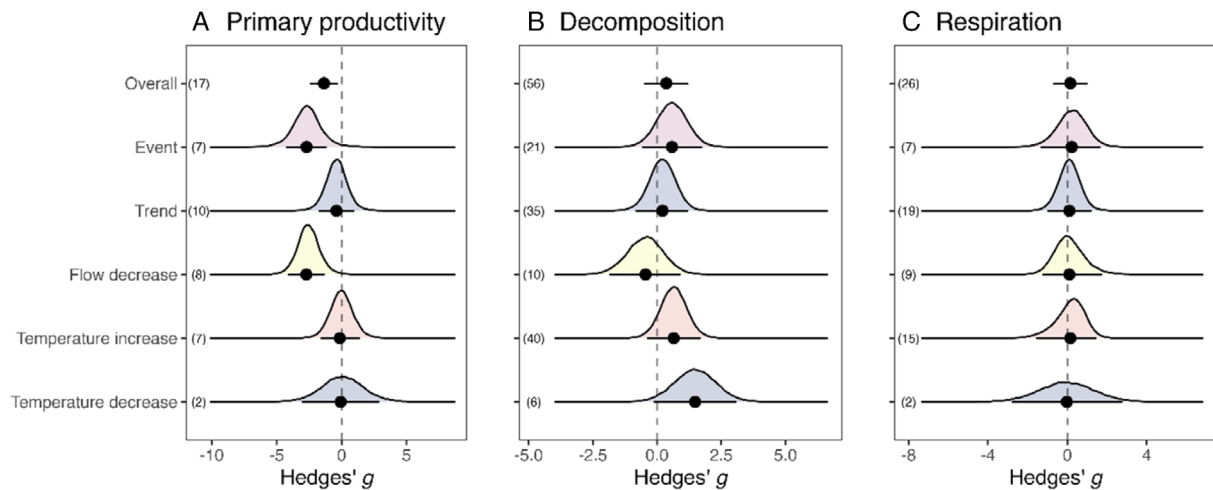 A Primary productivity B Decomposition C Respiration
Overall (17) (56) (26)
Event (7) (21) (7)
Trend (10) (35) (19)
Flow decrease (8) (10) (9)
Temperature increase (7) (40) (15)
Temperature decrease (2) (6) (2)
-10 -5 0 5 -5.0 -2.5 0.0 2.5 5.0 -8 -4 0 4
Hedges' g Hedges' g Hedges' g